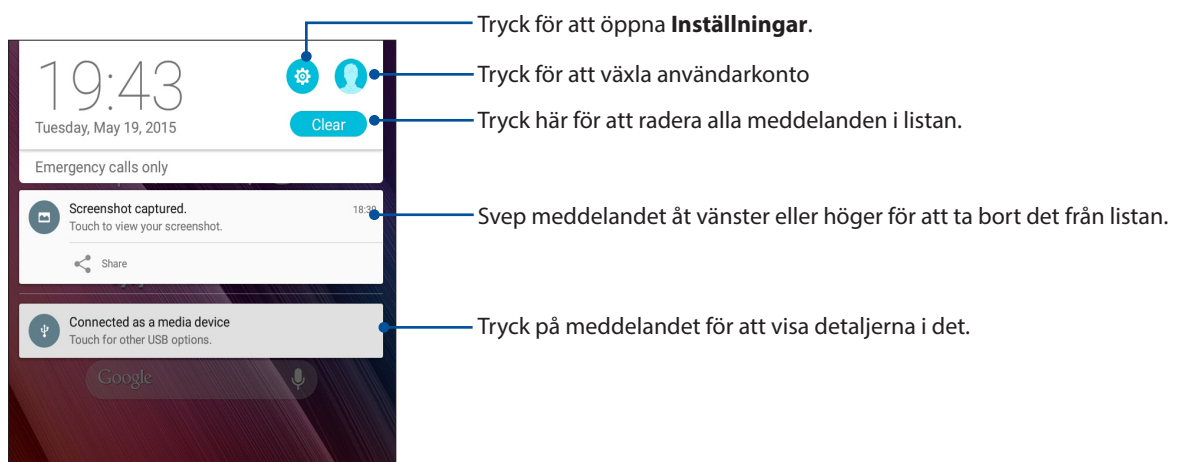 Tryck för att öppna Inställningar.
Tryck för att växla användarkonto
Tryck här för att radera alla meddelanden i listan.
19:43
Tuesday, May 19, 2015
Clear
Emergency calls only
Screenshot captured.
Touch to view your screenshot.
Share
Svep meddelandet åt vänster eller höger för att ta bort det från listan.
Connected as a media device
Touch for other USB options.
Tryck på meddelandet för att visa detaljerna i det.
Google